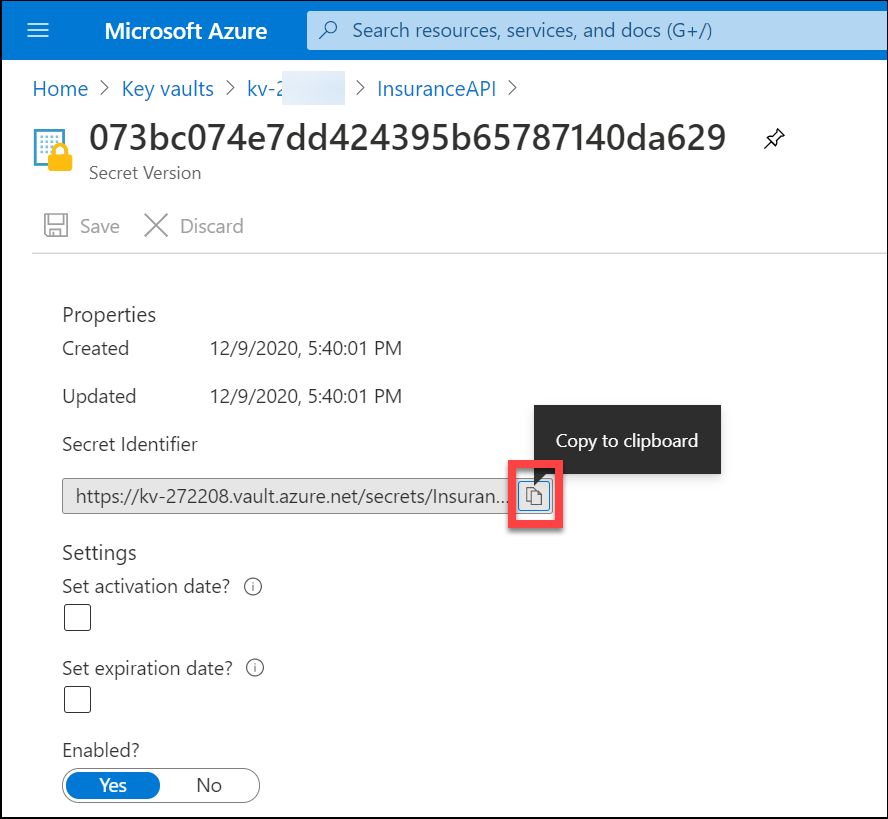 Microsoft Azure
Search resources, services, and docs (G+/)
Home > Key vaults > kv-2 > InsuranceAPI >
073bc074e7dd424395b65787140da629
Secret Version
Save Discard
Properties
Created 12/9/2020, 5:40:01 PM
Updated 12/9/2020, 5:40:01 PM
Secret Identifier
Copy to clipboard
https://kv-272208.vault.azure.net/secrets/Insuran...
Settings
Set activation date?
Set expiration date?
Enabled?
Yes No